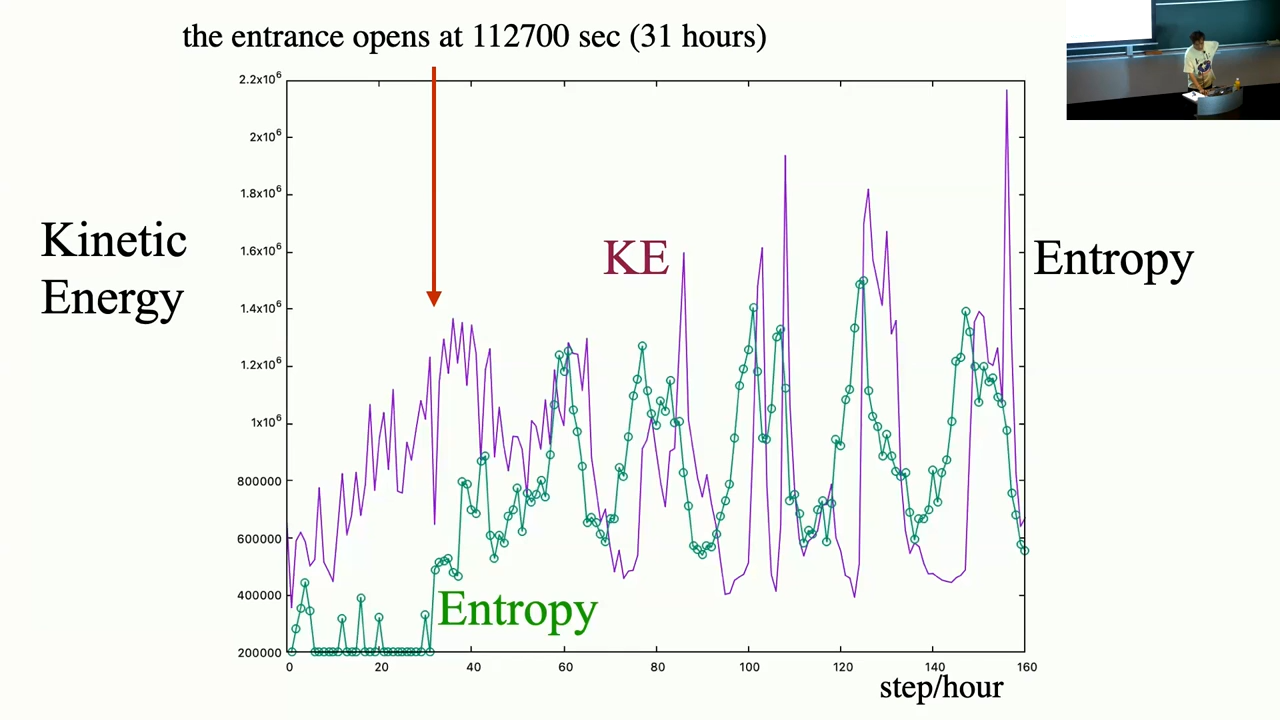 the entrance opens at 112700 sec (31 hours)
2.2x10⁶
2x10⁶
1.8x10⁶
1.6x10⁶
1.4x10⁶
1.2x10⁶
1x10⁶
800000
600000
400000
200000
Kinetic
Energy
KE
Entropy
Entropy
0 20 40 60 80 100 120 140 160
step/hour